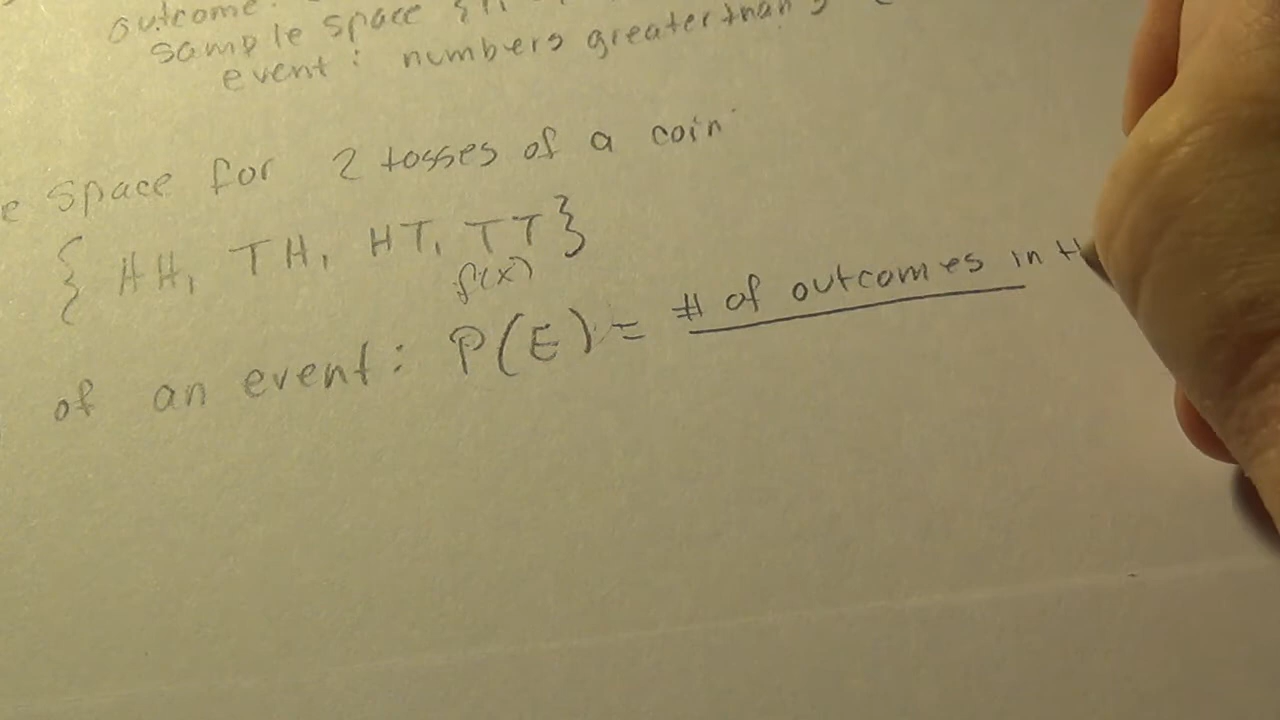 outcome
sample space {
event: numbers greater than
e space for 2 tosses of a coin
{ HH, TH, HT, TT }
f(x)
of an event: P(E) = # of outcomes in th